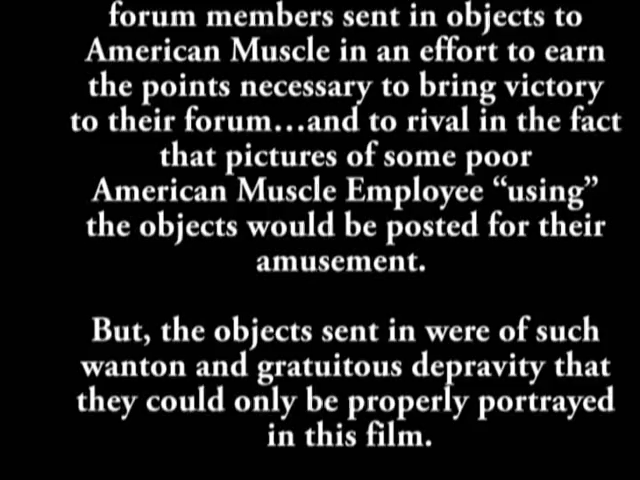 forum members sent in objects to
American Muscle in an effort to earn
the points necessary to bring victory
to their forum...and to rival in the fact
that pictures of some poor
American Muscle Employee “using”
the objects would be posted for their
amusement.
But, the objects sent in were of such
wanton and gratuitous depravity that
they could only be properly portrayed
in this film.